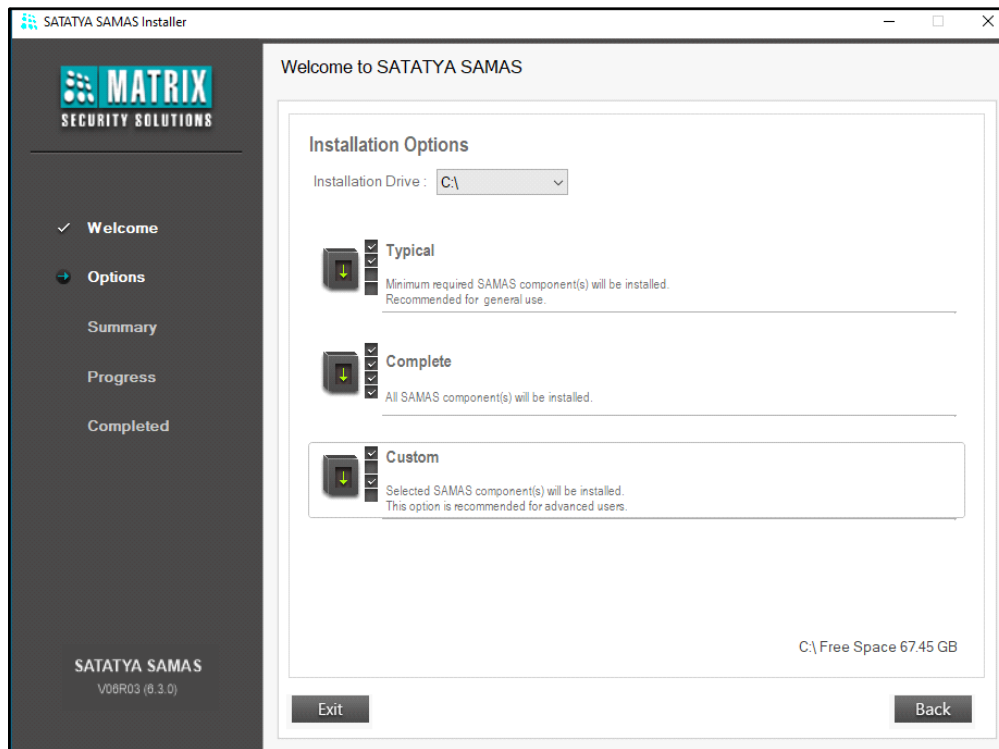 SATATYA SAMAS Installer
MATRIX
SECURITY SOLUTIONS
Welcome
Options
Summary
Progress
Completed
SATATYA SAMAS
V06R03 (6.3.0)
Welcome to SATATYA SAMAS
Installation Options
Installation Drive : C:\
Typical
Minimum required SAMAS component(s) will be installed.
Recommended for general use.
Complete
All SAMAS component(s) will be installed.
Custom
Selected SAMAS component(s) will be installed.
This option is recommended for advanced users.
C:\ Free Space 67.45 GB
Exit
Back